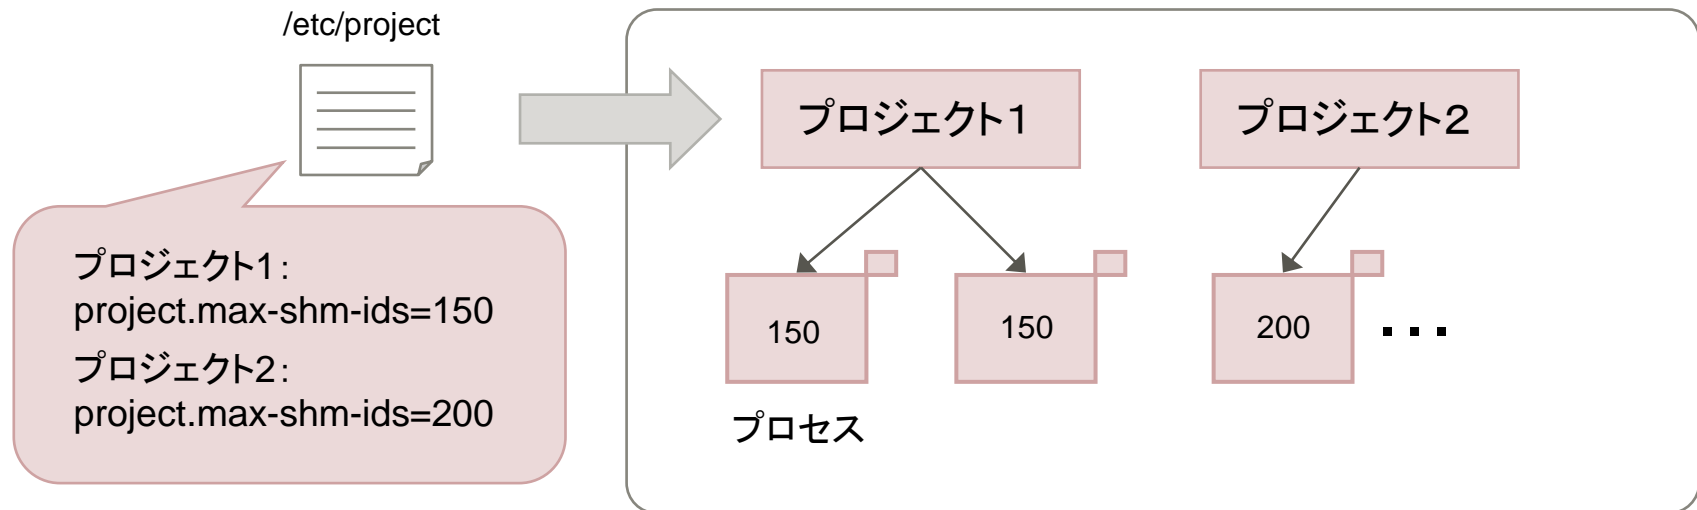 /etc/project
プロジェクト1：
project.max-shm-ids=150
プロジェクト2：
project.max-shm-ids=200
プロジェクト１
プロジェクト２
150
150
200
・・・
プロセス